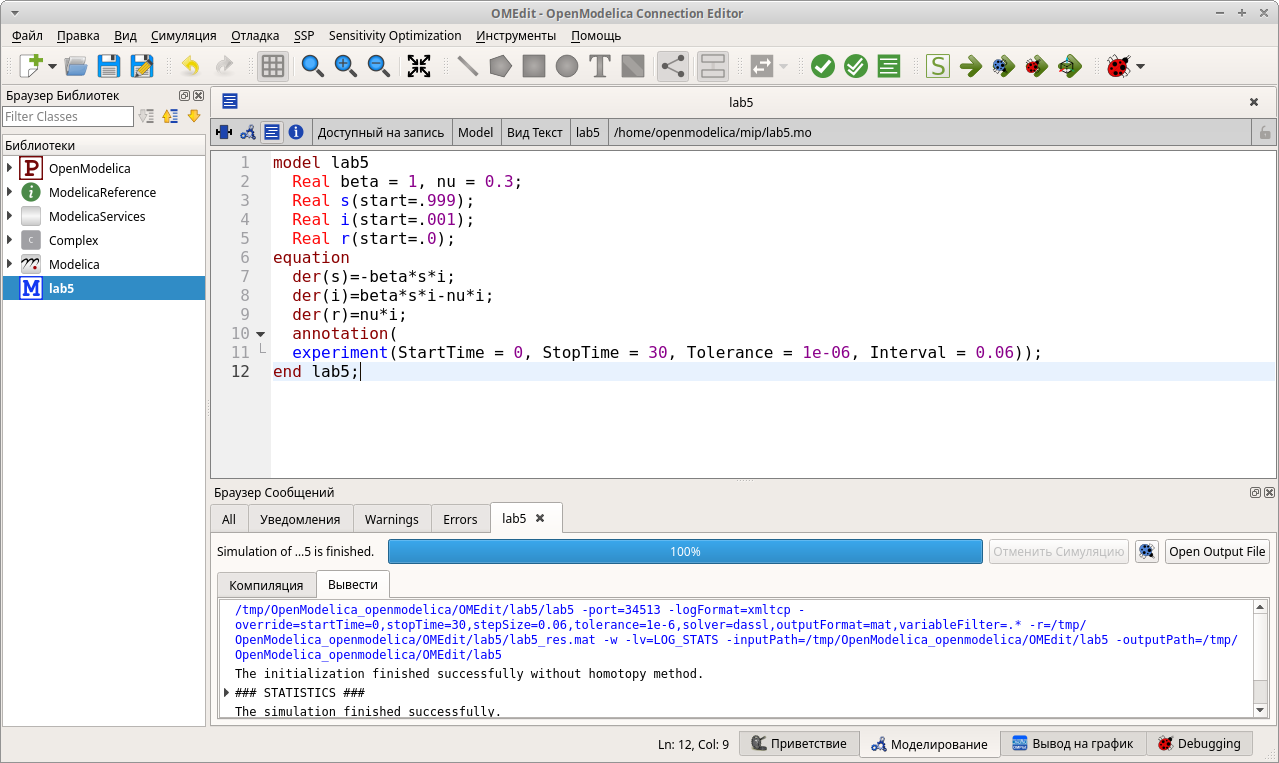 OMEdit - OpenModelica Connection Editor
Файл Правка Вид Симуляция Отладка SSP Sensitivity Optimization Инструменты Помощь
Браузер Библиотек
Filter Classes
Библиотеки
P OpenModelica
i ModelicaReference
ModelicaServices
C Complex
Modelica
M lab5
lab5
Доступный на запись Model Вид Текст lab5 /home/openmodelica/mip/lab5.mo
1 model lab5
2 Real beta = 1, nu = 0.3;
3 Real s(start=.999);
4 Real i(start=.001);
5 Real r(start=.0);
6 equation
7 der(s)=-beta*s*i;
8 der(i)=beta*s*i-nu*i;
9 der(r)=nu*i;
10 annotation(
11 experiment(StartTime = 0, StopTime = 30, Tolerance = 1e-06, Interval = 0.06));
12 end lab5;
Браузер Сообщений
All Уведомления Warnings Errors lab5
Simulation of ...5 is finished. 100% Отменить Симуляцию Open Output File
Компиляция Вывести
/tmp/OpenModelica_openmodelica/OMEdit/lab5/lab5 -port=34513 -logFormat=xmltcp -
override=startTime=0,stopTime=30,stepSize=0.06,tolerance=1e-6,solver=dassl,outputFormat=mat,variableFilter=.* -r=/tmp/
OpenModelica_openmodelica/OMEdit/lab5/lab5_res.mat -w -lv=LOG_STATS -inputPath=/tmp/OpenModelica_openmodelica/OMEdit/lab5 -outputPath=/tmp/
OpenModelica_openmodelica/OMEdit/lab5
The initialization finished successfully without homotopy method.
### STATISTICS ###
The simulation finished successfully.
Ln: 12, Col: 9 Приветствие Моделирование Вывод на график Debugging